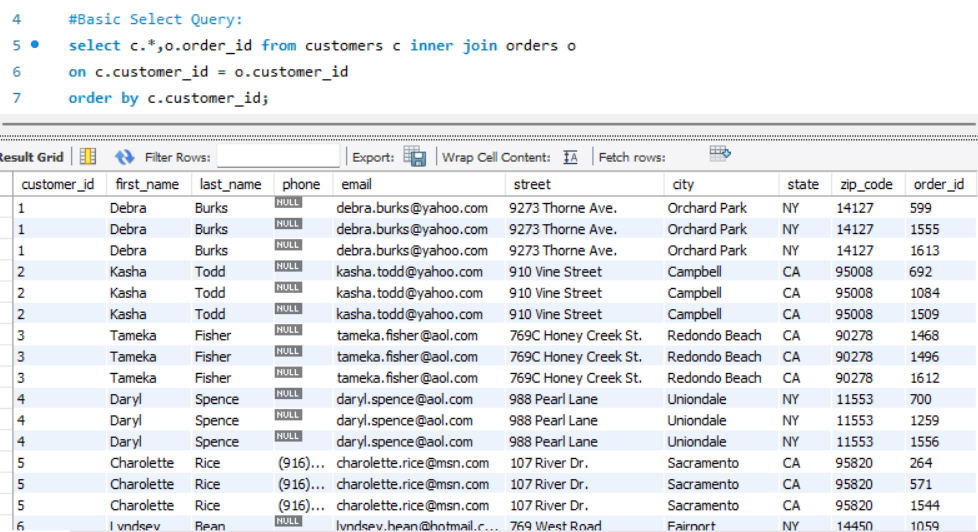 4 #Basic Select Query:
5 select c.*,o.order_id from customers c inner join orders o
6 on c.customer_id = o.customer_id
7 order by c.customer_id;
Result Grid Filter Rows: Export: Wrap Cell Content: IA Fetch rows:
customer_id first_name last_name phone email street city state zip_code order_id
1 Debra Burks NULL debra.burks@yahoo.com 9273 Thorne Ave. Orchard Park NY 14127 599
1 Debra Burks NULL debra.burks@yahoo.com 9273 Thorne Ave. Orchard Park NY 14127 1555
1 Debra Burks NULL debra.burks@yahoo.com 9273 Thorne Ave. Orchard Park NY 14127 1613
2 Kasha Todd NULL kasha.todd@yahoo.com 910 Vine Street Campbell CA 95008 692
2 Kasha Todd NULL kasha.todd@yahoo.com 910 Vine Street Campbell CA 95008 1084
2 Kasha Todd NULL kasha.todd@yahoo.com 910 Vine Street Campbell CA 95008 1509
3 Tameka Fisher NULL tameka.fisher@aol.com 769C Honey Creek St. Redondo Beach CA 90278 1468
3 Tameka Fisher NULL tameka.fisher@aol.com 769C Honey Creek St. Redondo Beach CA 90278 1496
3 Tameka Fisher NULL tameka.fisher@aol.com 769C Honey Creek St. Redondo Beach CA 90278 1612
4 Daryl Spence NULL daryl.spence@aol.com 988 Pearl Lane Uniondale NY 11553 700
4 Daryl Spence NULL daryl.spence@aol.com 988 Pearl Lane Uniondale NY 11553 1259
4 Daryl Spence NULL daryl.spence@aol.com 988 Pearl Lane Uniondale NY 11553 1556
5 Charolette Rice (916)... charolette.rice@msn.com 107 River Dr. Sacramento CA 95820 264
5 Charolette Rice (916)... charolette.rice@msn.com 107 River Dr. Sacramento CA 95820 571
5 Charolette Rice (916)... charolette.rice@msn.com 107 River Dr. Sacramento CA 95820 1544
6 Lyndsey Bean NULL lyndsey.bean@hotmail.c... 769 West Road Fairport NY 14450 1059